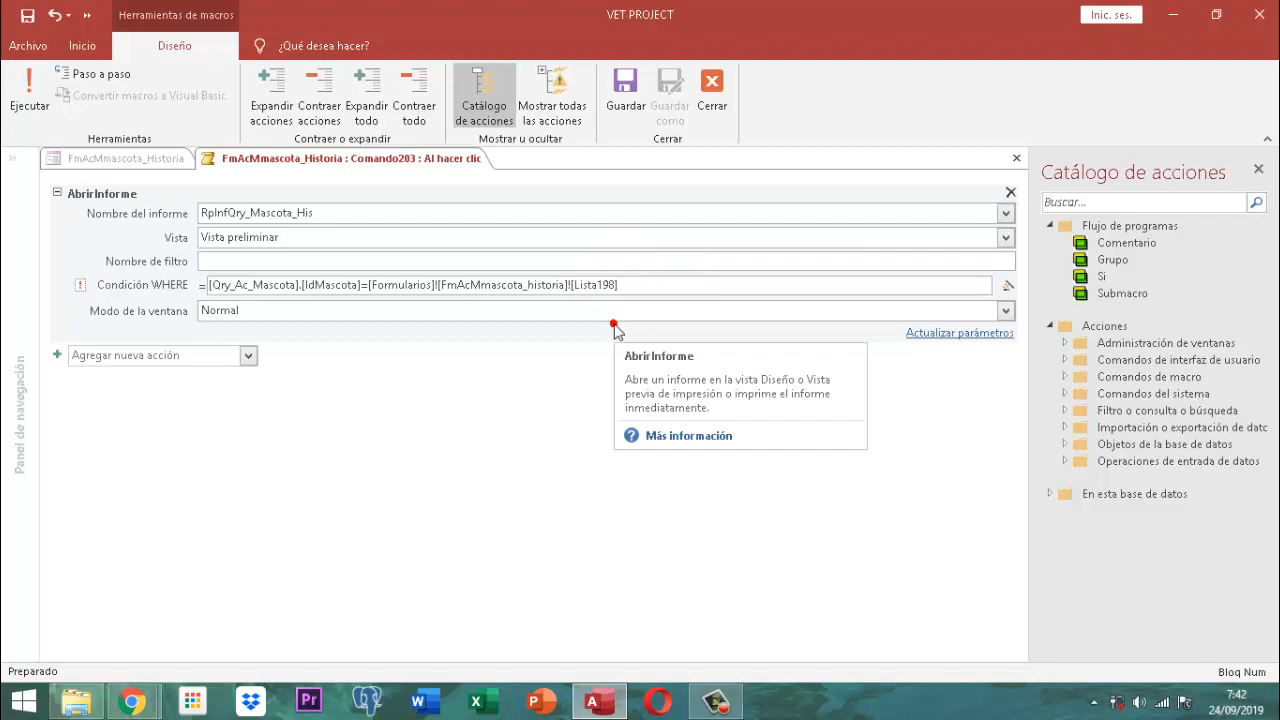 Herramientas de macros
VET PROJECT
Inic. ses.
Archivo
Inicio
Diseño
¿Qué desea hacer?
Ejecutar
Paso a paso
Convertir macros a Visual Basic
Herramientas
Expandir acciones
Contraer acciones
Expandir todo
Contraer todo
Contraer o expandir
Catálogo de acciones
Mostrar todas las acciones
Mostrar u ocultar
Guardar
Guardar como
Cerrar
Cerrar
FmAcMmascota_Historia
FmAcMmascota_Historia : Comando203 : Al hacer clic
AbrirInforme
Nombre del informe
RpInfQry_Mascota_His
Vista
Vista preliminar
Nombre de filtro
Condición WHERE
=
[Qry_Ac_Mascota].[IdMascota]=[Formularios]![FmAcMmascota_historia]![Lista198]
Modo de la ventana
Normal
Actualizar parámetros
Agregar nueva acción
AbrirInforme
Abre un informe en la vista Diseño o Vista
previa de impresión o imprime el informe
inmediatamente.
Más información
Panel de navegación
Catálogo de acciones
Buscar...
Flujo de programas
Comentario
Grupo
Si
Submacro
Acciones
Administración de ventanas
Comandos de interfaz de usuario
Comandos de macro
Comandos del sistema
Filtro o consulta o búsqueda
Importación o exportación de datc
Objetos de la base de datos
Operaciones de entrada de datos
En esta base de datos
Preparado
Bloq Num
7:42
24/09/2019